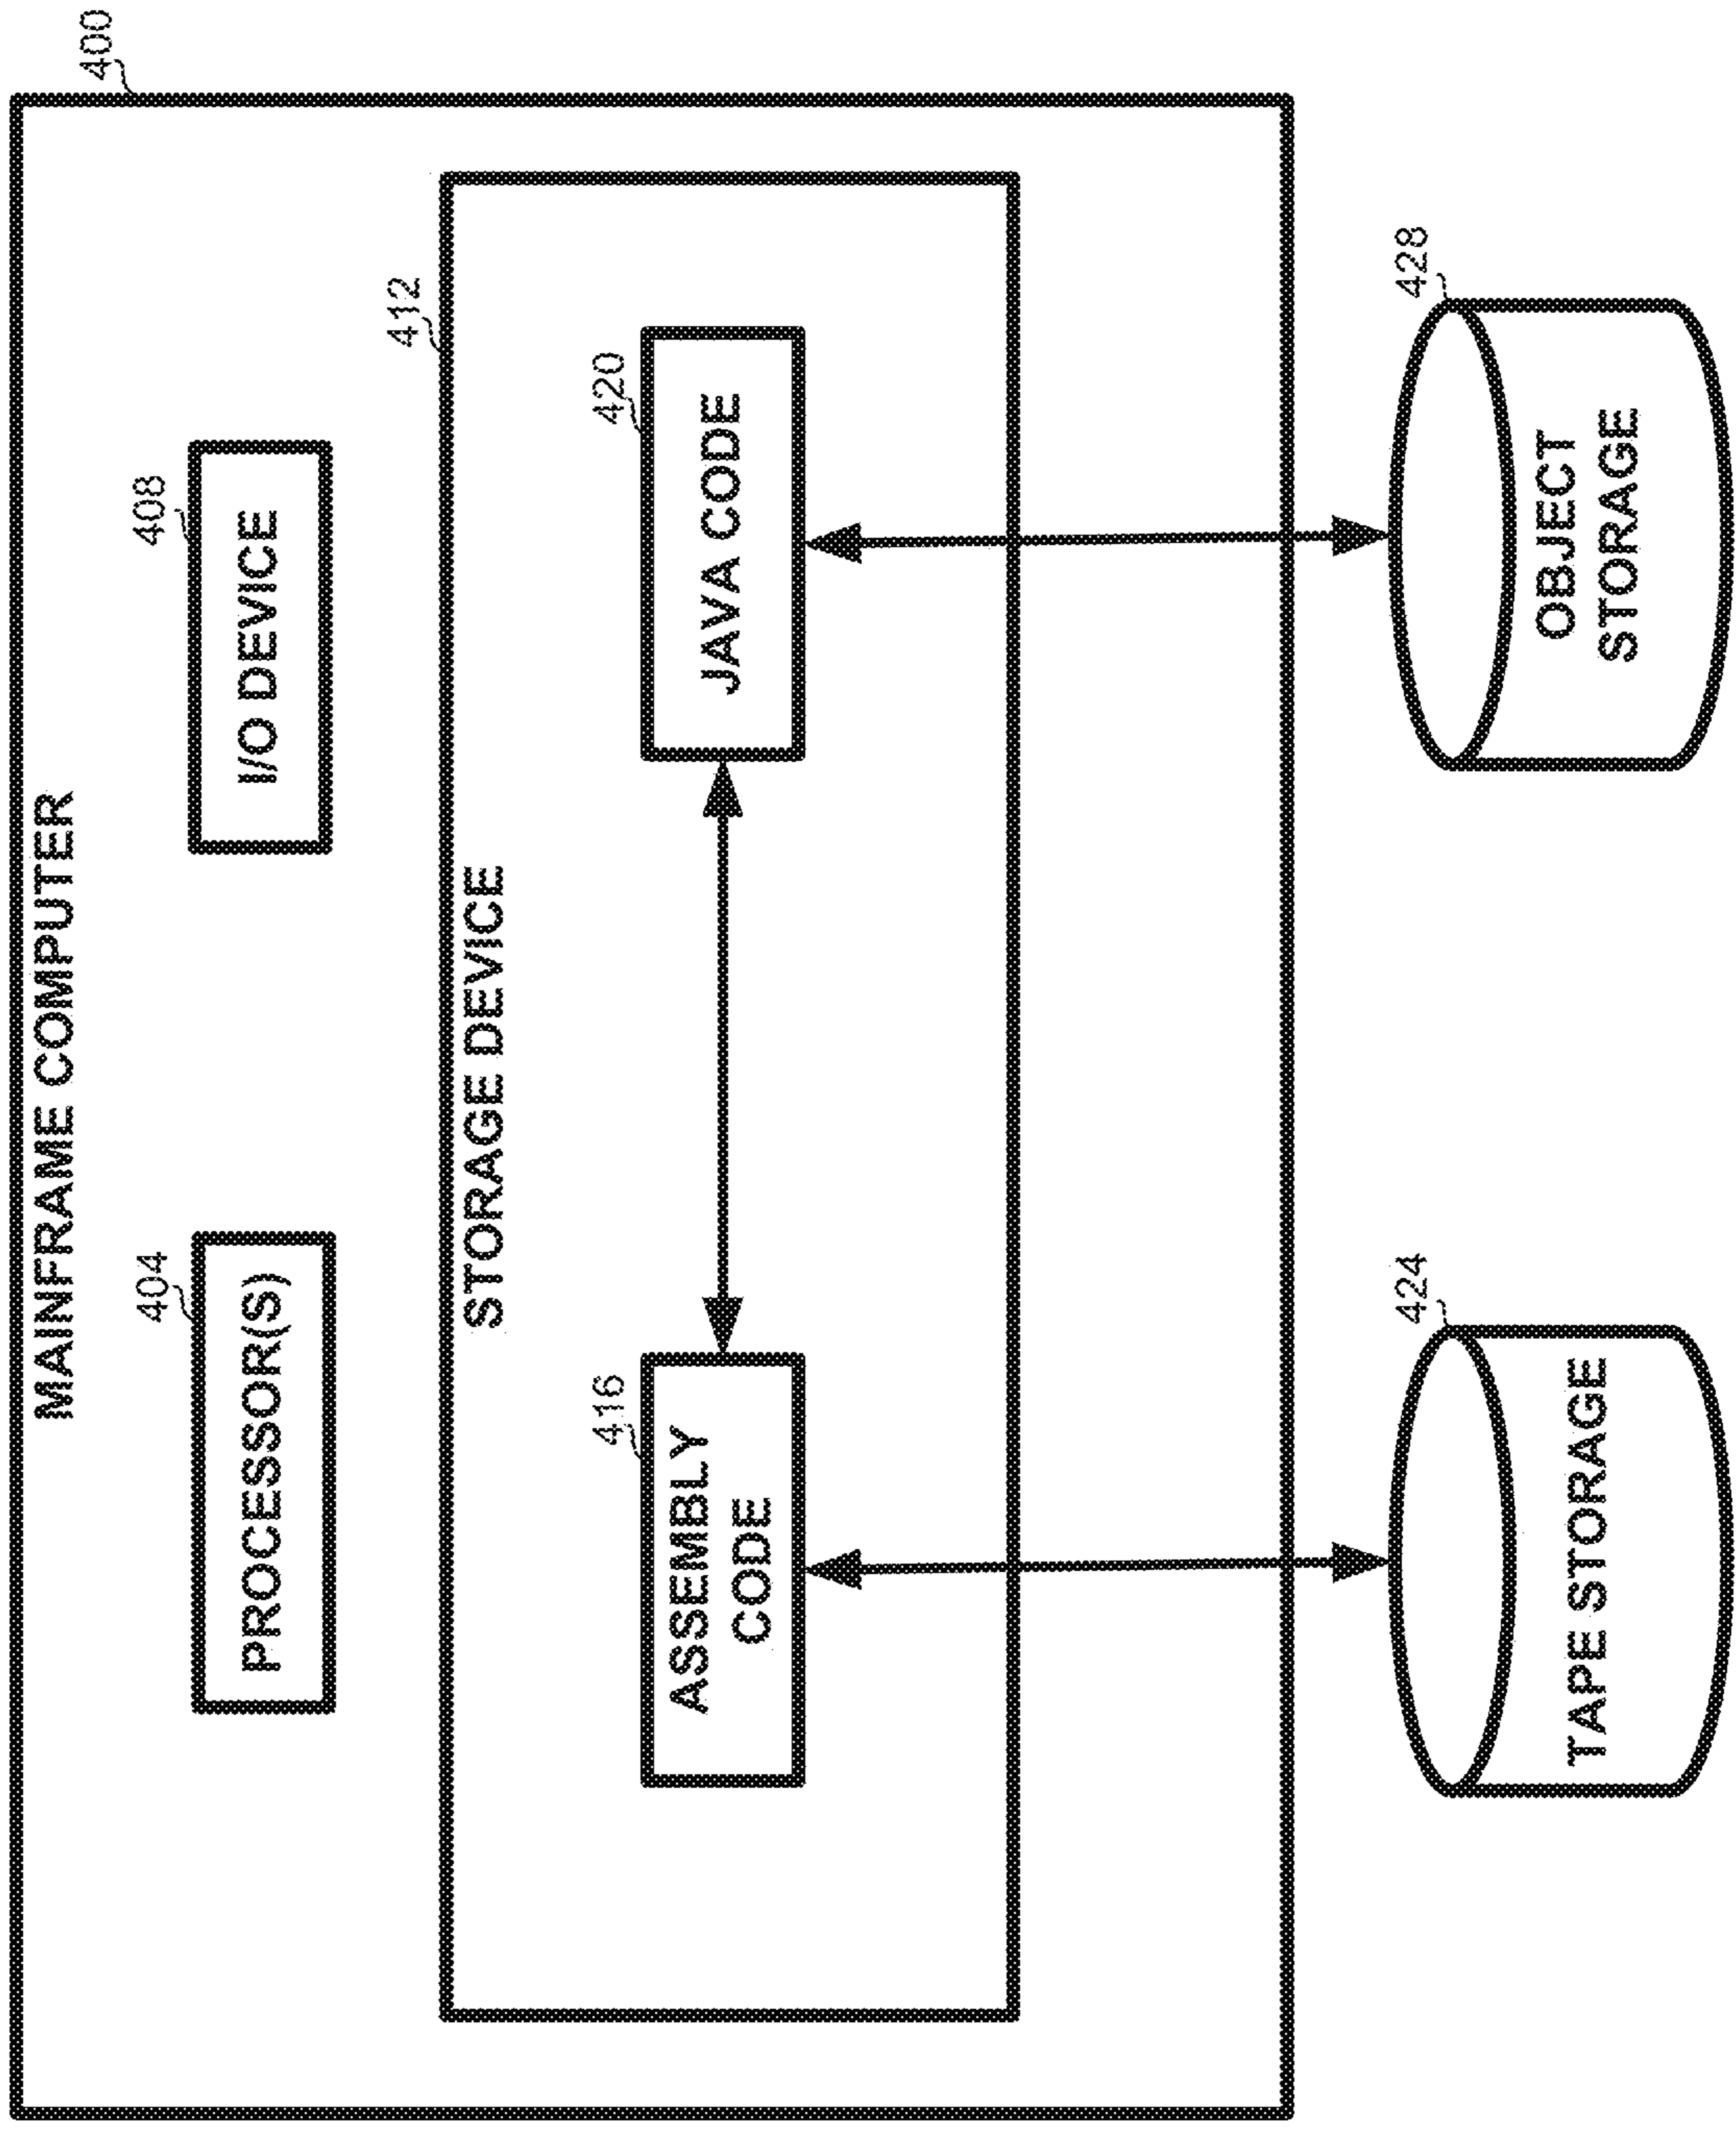 400
MAINFRAME COMPUTER
404
PROCESSOR(S)
408
I/O DEVICE
412
STORAGE DEVICE
416
ASSEMBLY
CODE
420
JAVA CODE
424
TAPE STORAGE
428
OBJECT
STORAGE